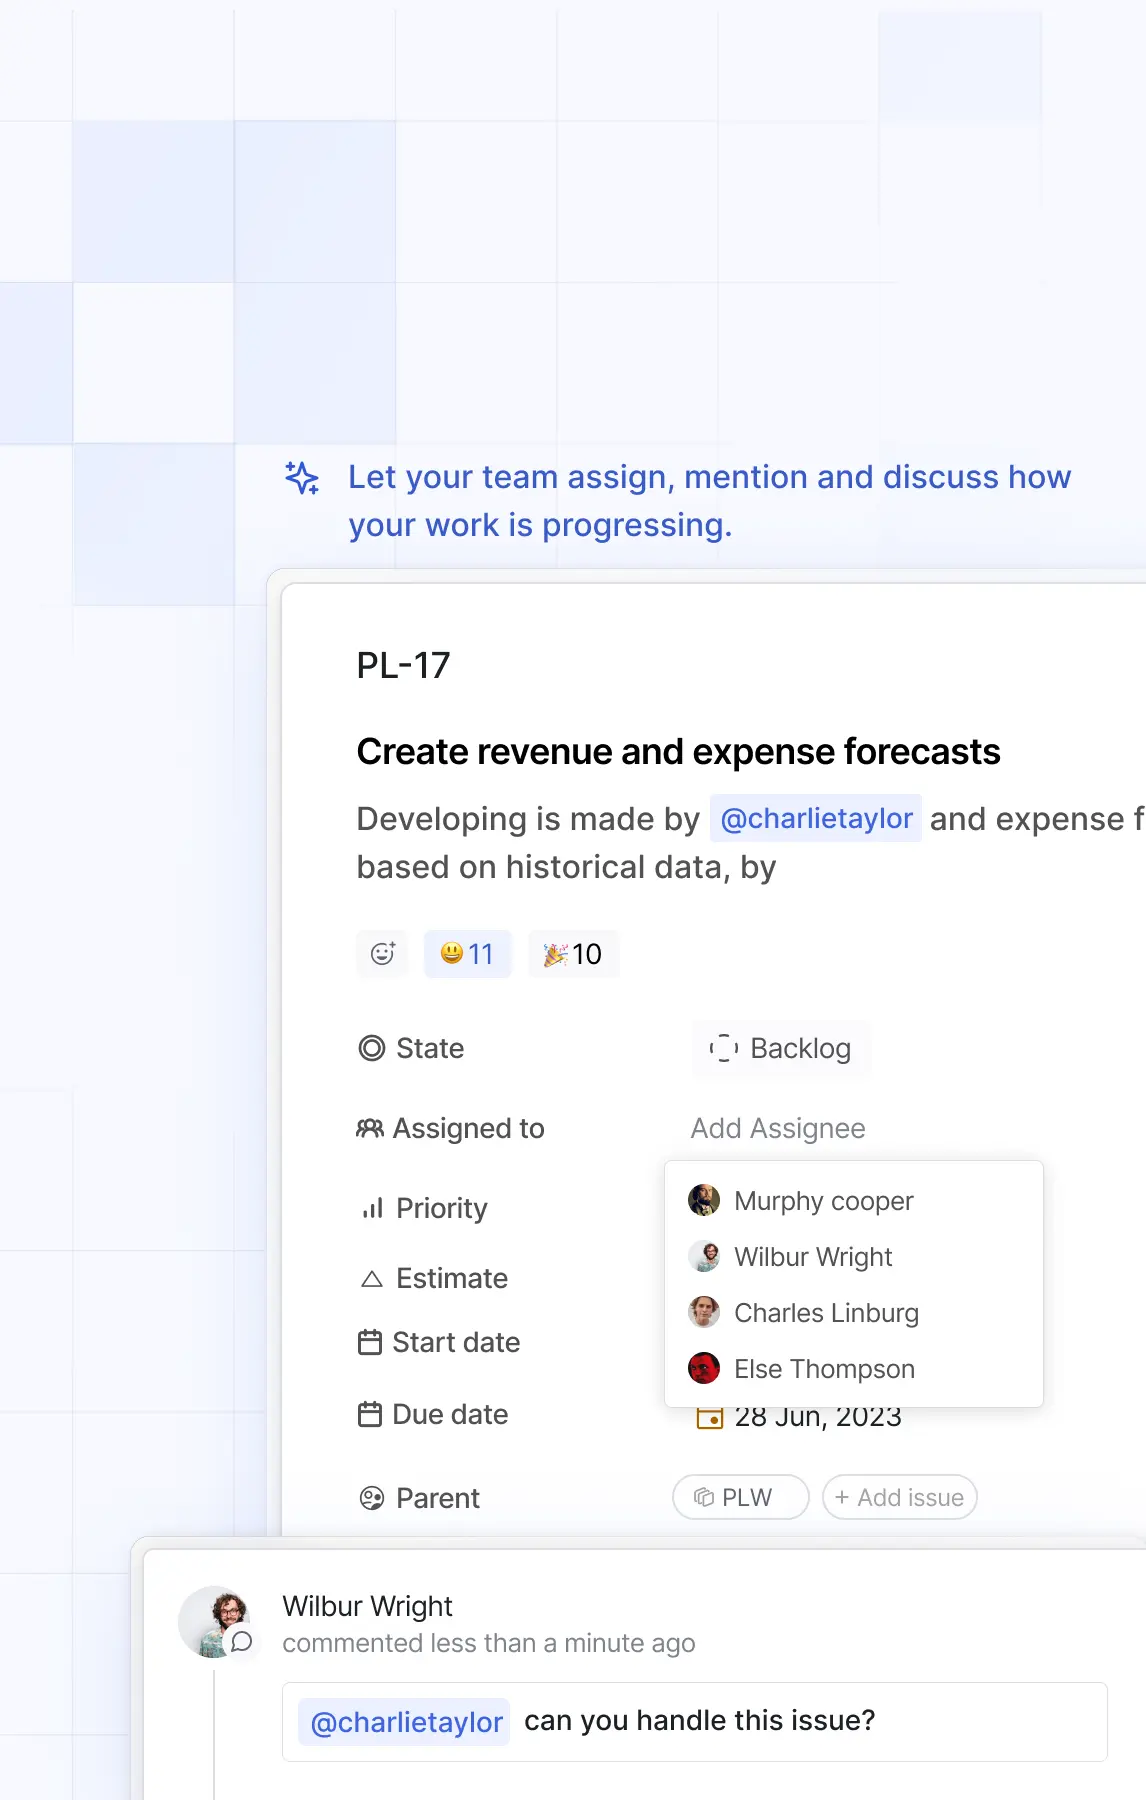 Let your team assign, mention and discuss how
your work is progressing.
PL-17
Create revenue and expense forecasts
Developing is made by @charlietaylor and expense f
based on historical data, by
11 10
State Backlog
Assigned to Add Assignee
Murphy cooper
Priority
Wilbur Wright
Estimate
Charles Linburg
Start date
Else Thompson
Due date 28 Jun, 2023
Parent PLW + Add issue
Wilbur Wright
commented less than a minute ago
@charlietaylor can you handle this issue?